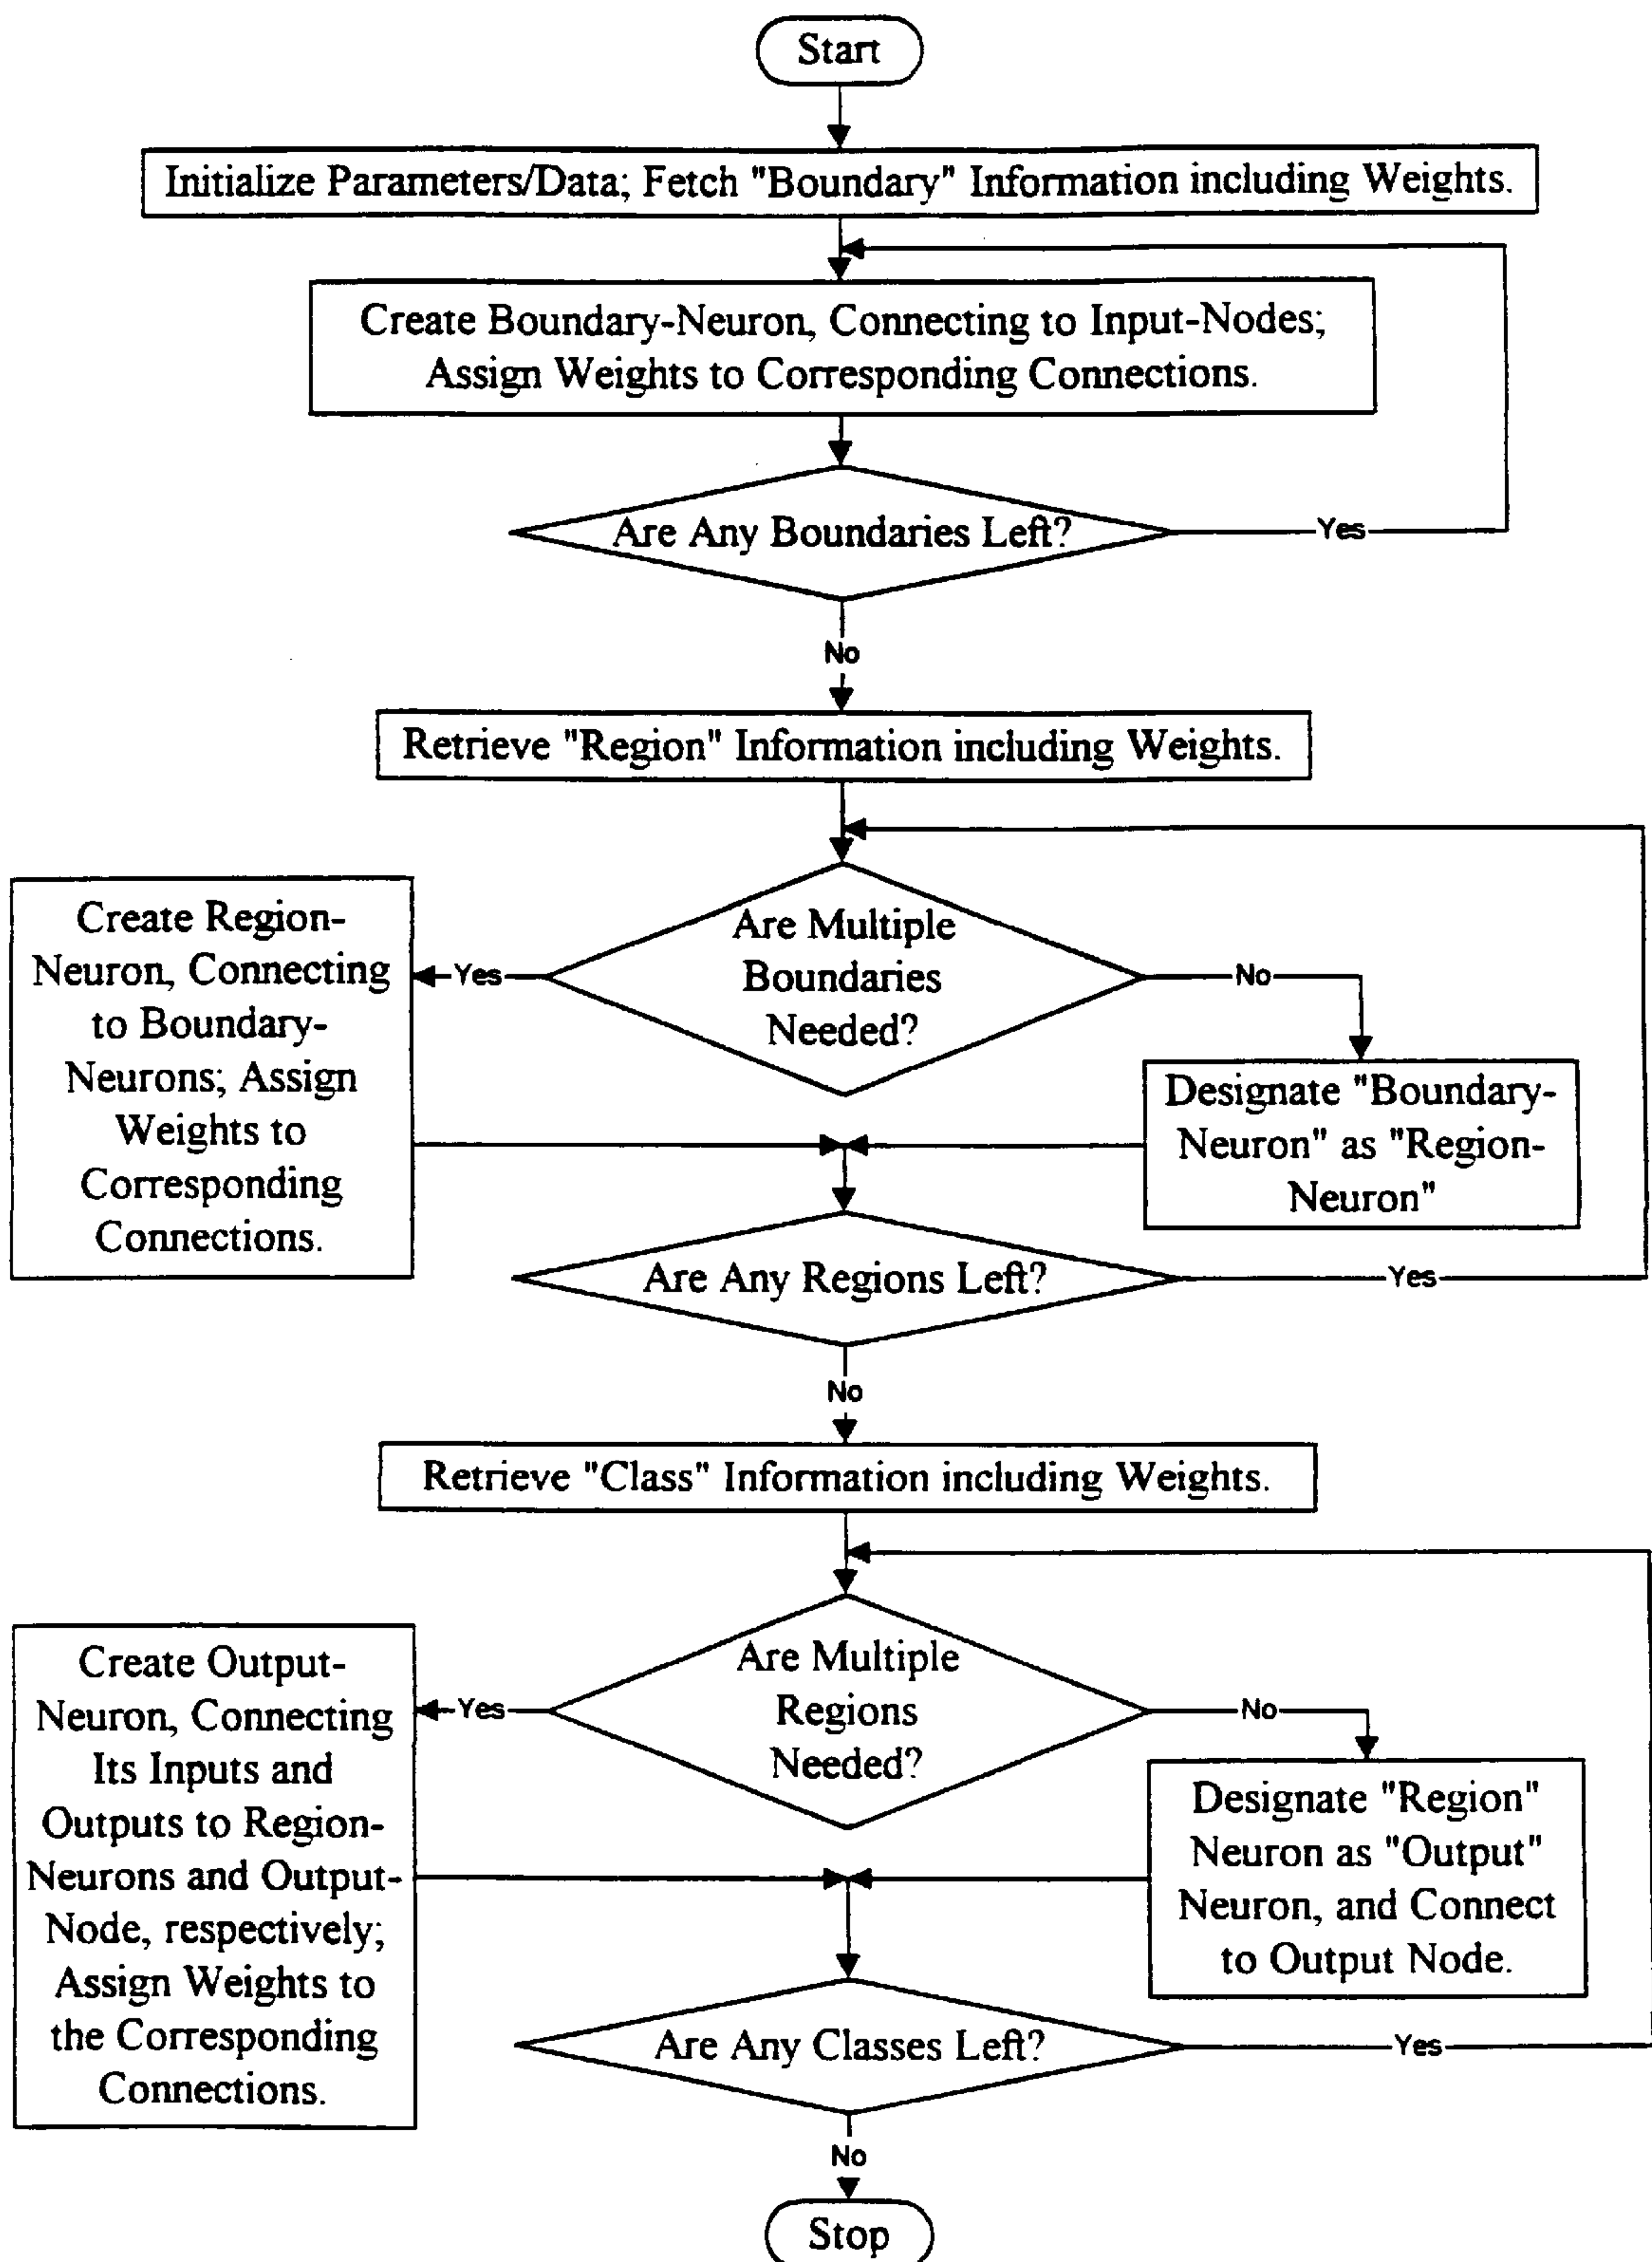 Start
Initialize Parameters/Data; Fetch "Boundary" Information including Weights.
Create Boundary-Neuron, Connecting to Input-Nodes;
Assign Weights to Corresponding Connections.
Are Any Boundaries Left?
Yes
No
Retrieve "Region" Information including Weights.
Are Multiple
Boundaries
Needed?
Yes
No
Create Region-
Neuron, Connecting
to Boundary-
Neurons; Assign
Weights to
Corresponding
Connections.
Designate "Boundary-
Neuron" as "Region-
Neuron"
Are Any Regions Left?
Yes
No
Retrieve "Class" Information including Weights.
Are Multiple
Regions
Needed?
Yes
No
Create Output-
Neuron, Connecting
Its Inputs and
Outputs to Region-
Neurons and Output-
Node, respectively;
Assign Weights to
the Corresponding
Connections.
Designate "Region"
Neuron as "Output"
Neuron, and Connect
to Output Node.
Are Any Classes Left?
Yes
No
Stop